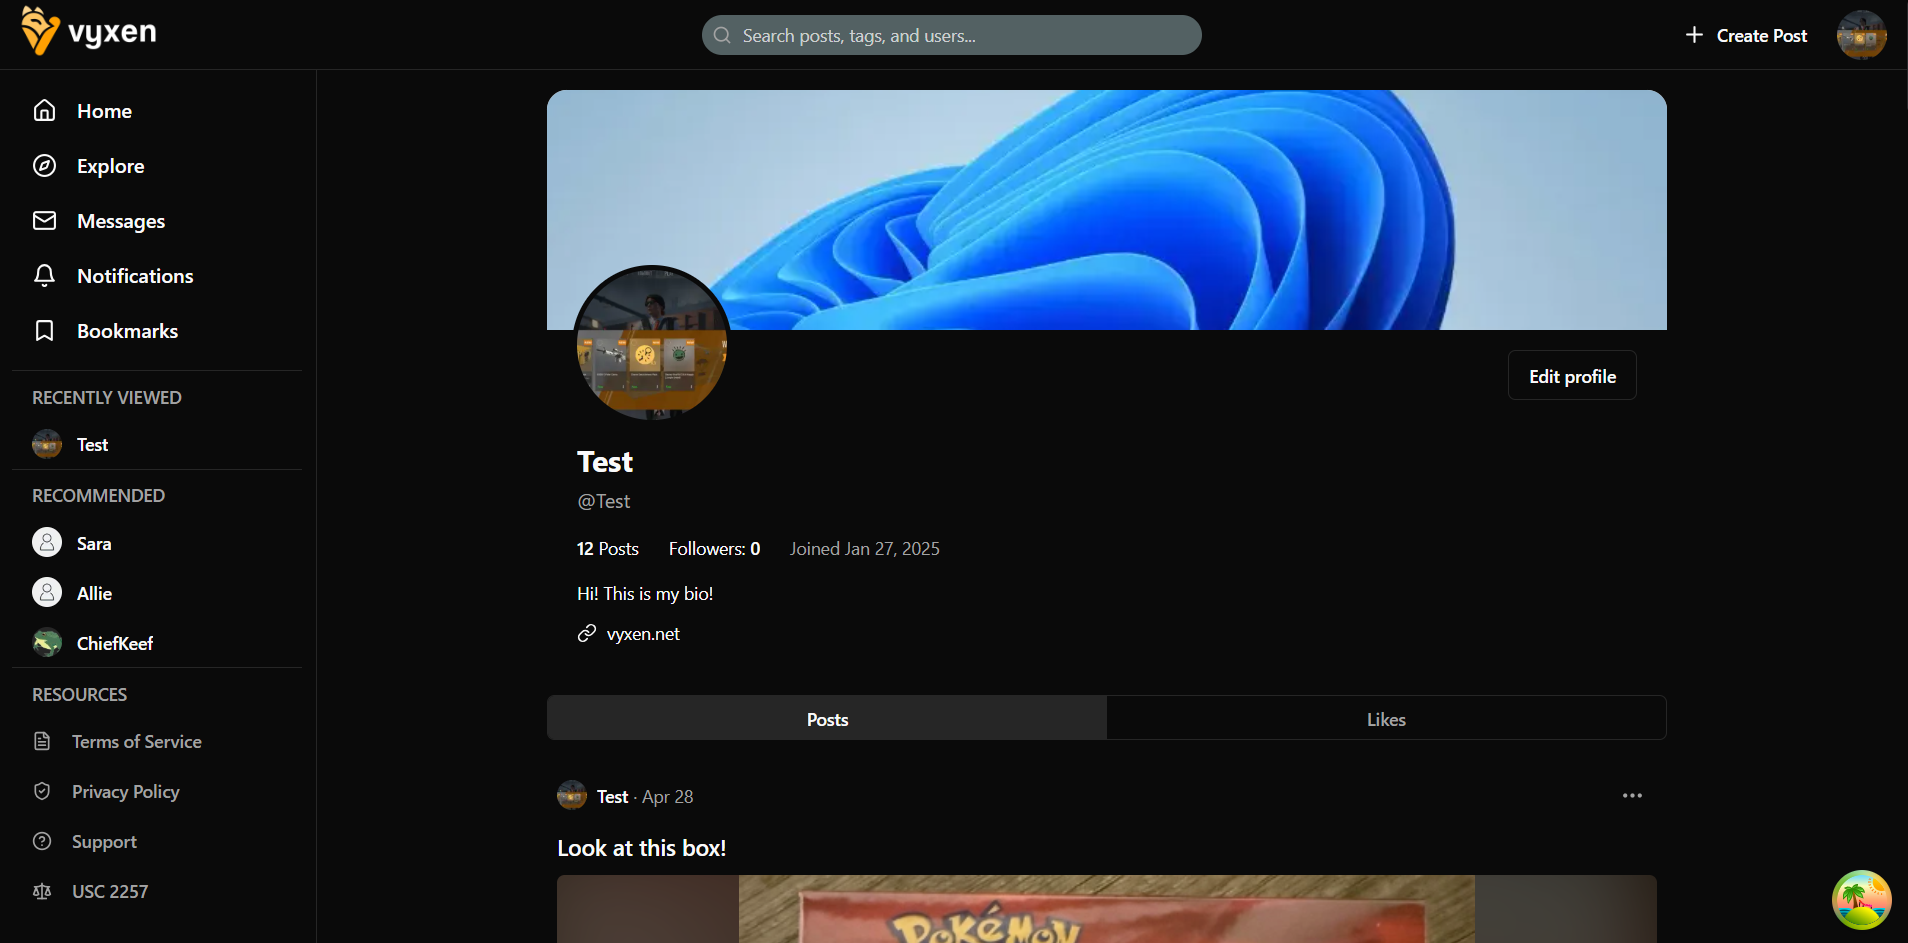 vyxen
Search posts, tags, and users...
Create Post
Home
Explore
Messages
Notifications
Bookmarks
RECENTLY VIEWED
Test
RECOMMENDED
Sara
Allie
ChiefKeef
RESOURCES
Terms of Service
Privacy Policy
Support
USC 2257
Edit profile
Test
@Test
12 Posts Followers: 0 Joined Jan 27, 2025
Hi! This is my bio!
vyxen.net
Posts
Likes
Test · Apr 28
Look at this box!
POKéMON